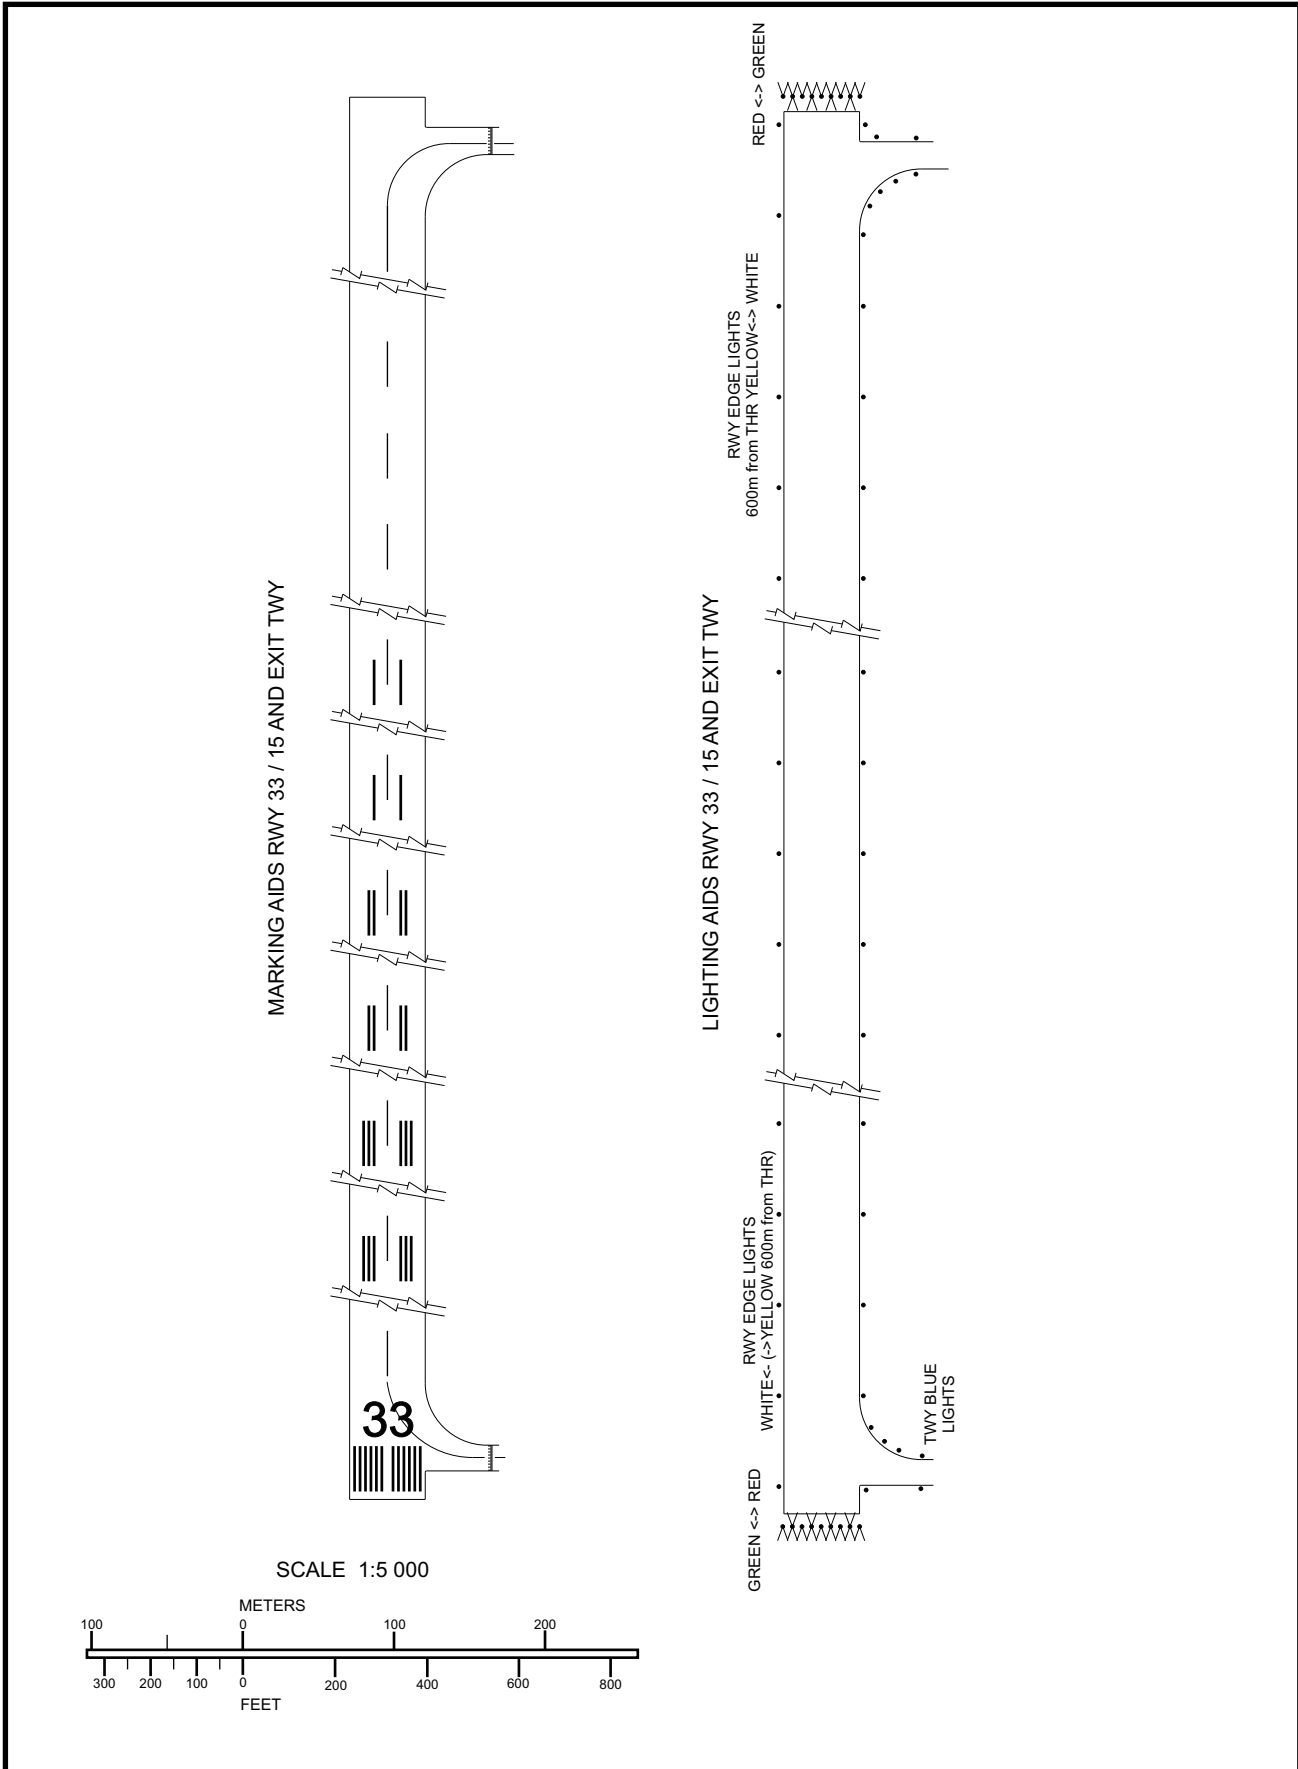 MARKING AIDS RWY 33 / 15 AND EXIT TWY
33
LIGHTING AIDS RWY 33 / 15 AND EXIT TWY
RED <-> GREEN
RWY EDGE LIGHTS
600m from THR YELLOW<-> WHITE
RWY EDGE LIGHTS
WHITE<- (->YELLOW 600m from THR)
TWY BLUE
LIGHTS
GREEN <-> RED
SCALE 1:5 000
METERS
100 0 100 200
300 200 100 0 200 400 600 800
FEET